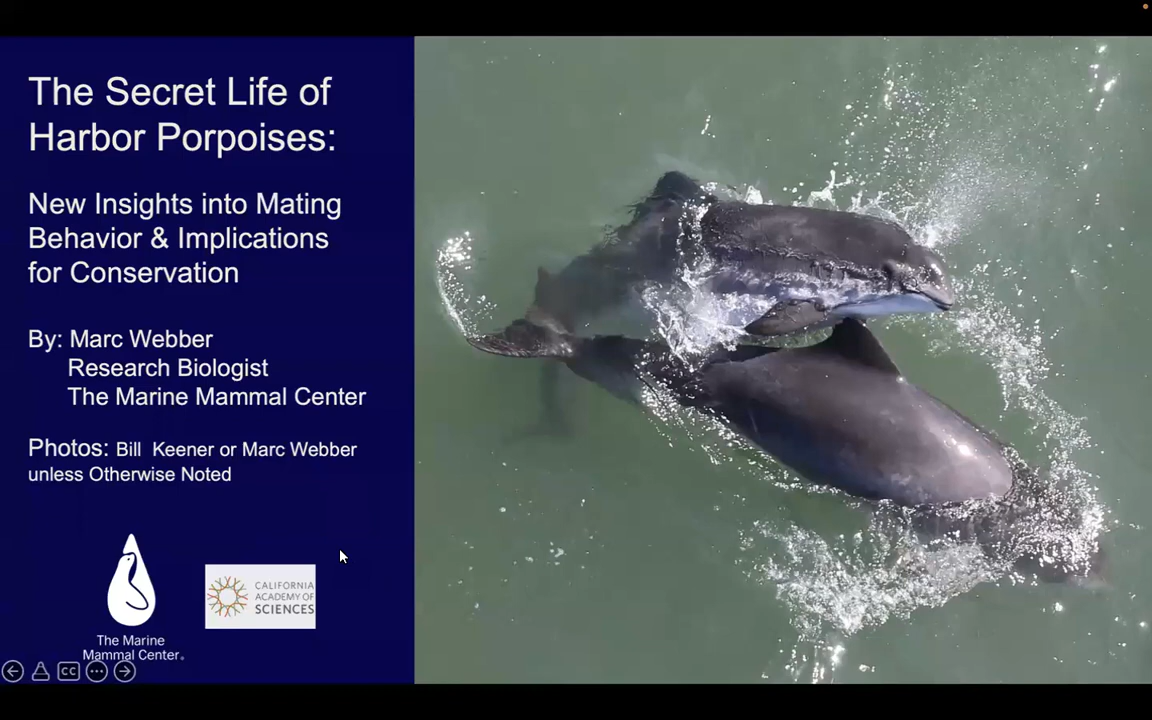 The Secret Life of
Harbor Porpoises:
New Insights into Mating
Behavior & Implications
for Conservation
By: Marc Webber
Research Biologist
The Marine Mammal Center
Photos: Bill Keener or Marc Webber
unless Otherwise Noted
CALIFORNIA
ACADEMY OF
SCIENCES
The Marine
Mammal Center®
CC